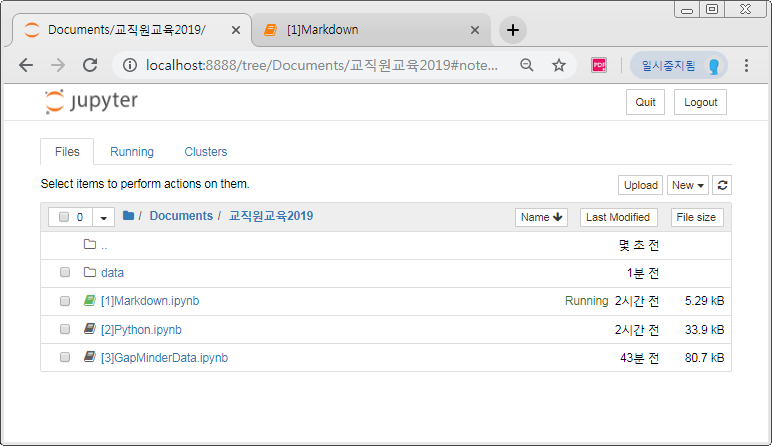 Documents/교직원교육2019/
[1]Markdown
localhost:8888/tree/Documents/교직원교육2019#note...
PDF
일시중지됨
jupyter
Quit
Logout
Files
Running
Clusters
Select items to perform actions on them.
Upload
New
0
/ Documents / 교직원교육2019
Name
Last Modified
File size
..
몇 초 전
data
1분 전
[1]Markdown.ipynb
Running 2시간 전
5.29 kB
[2]Python.ipynb
2시간 전
33.9 kB
[3]GapMinderData.ipynb
43분 전
80.7 kB